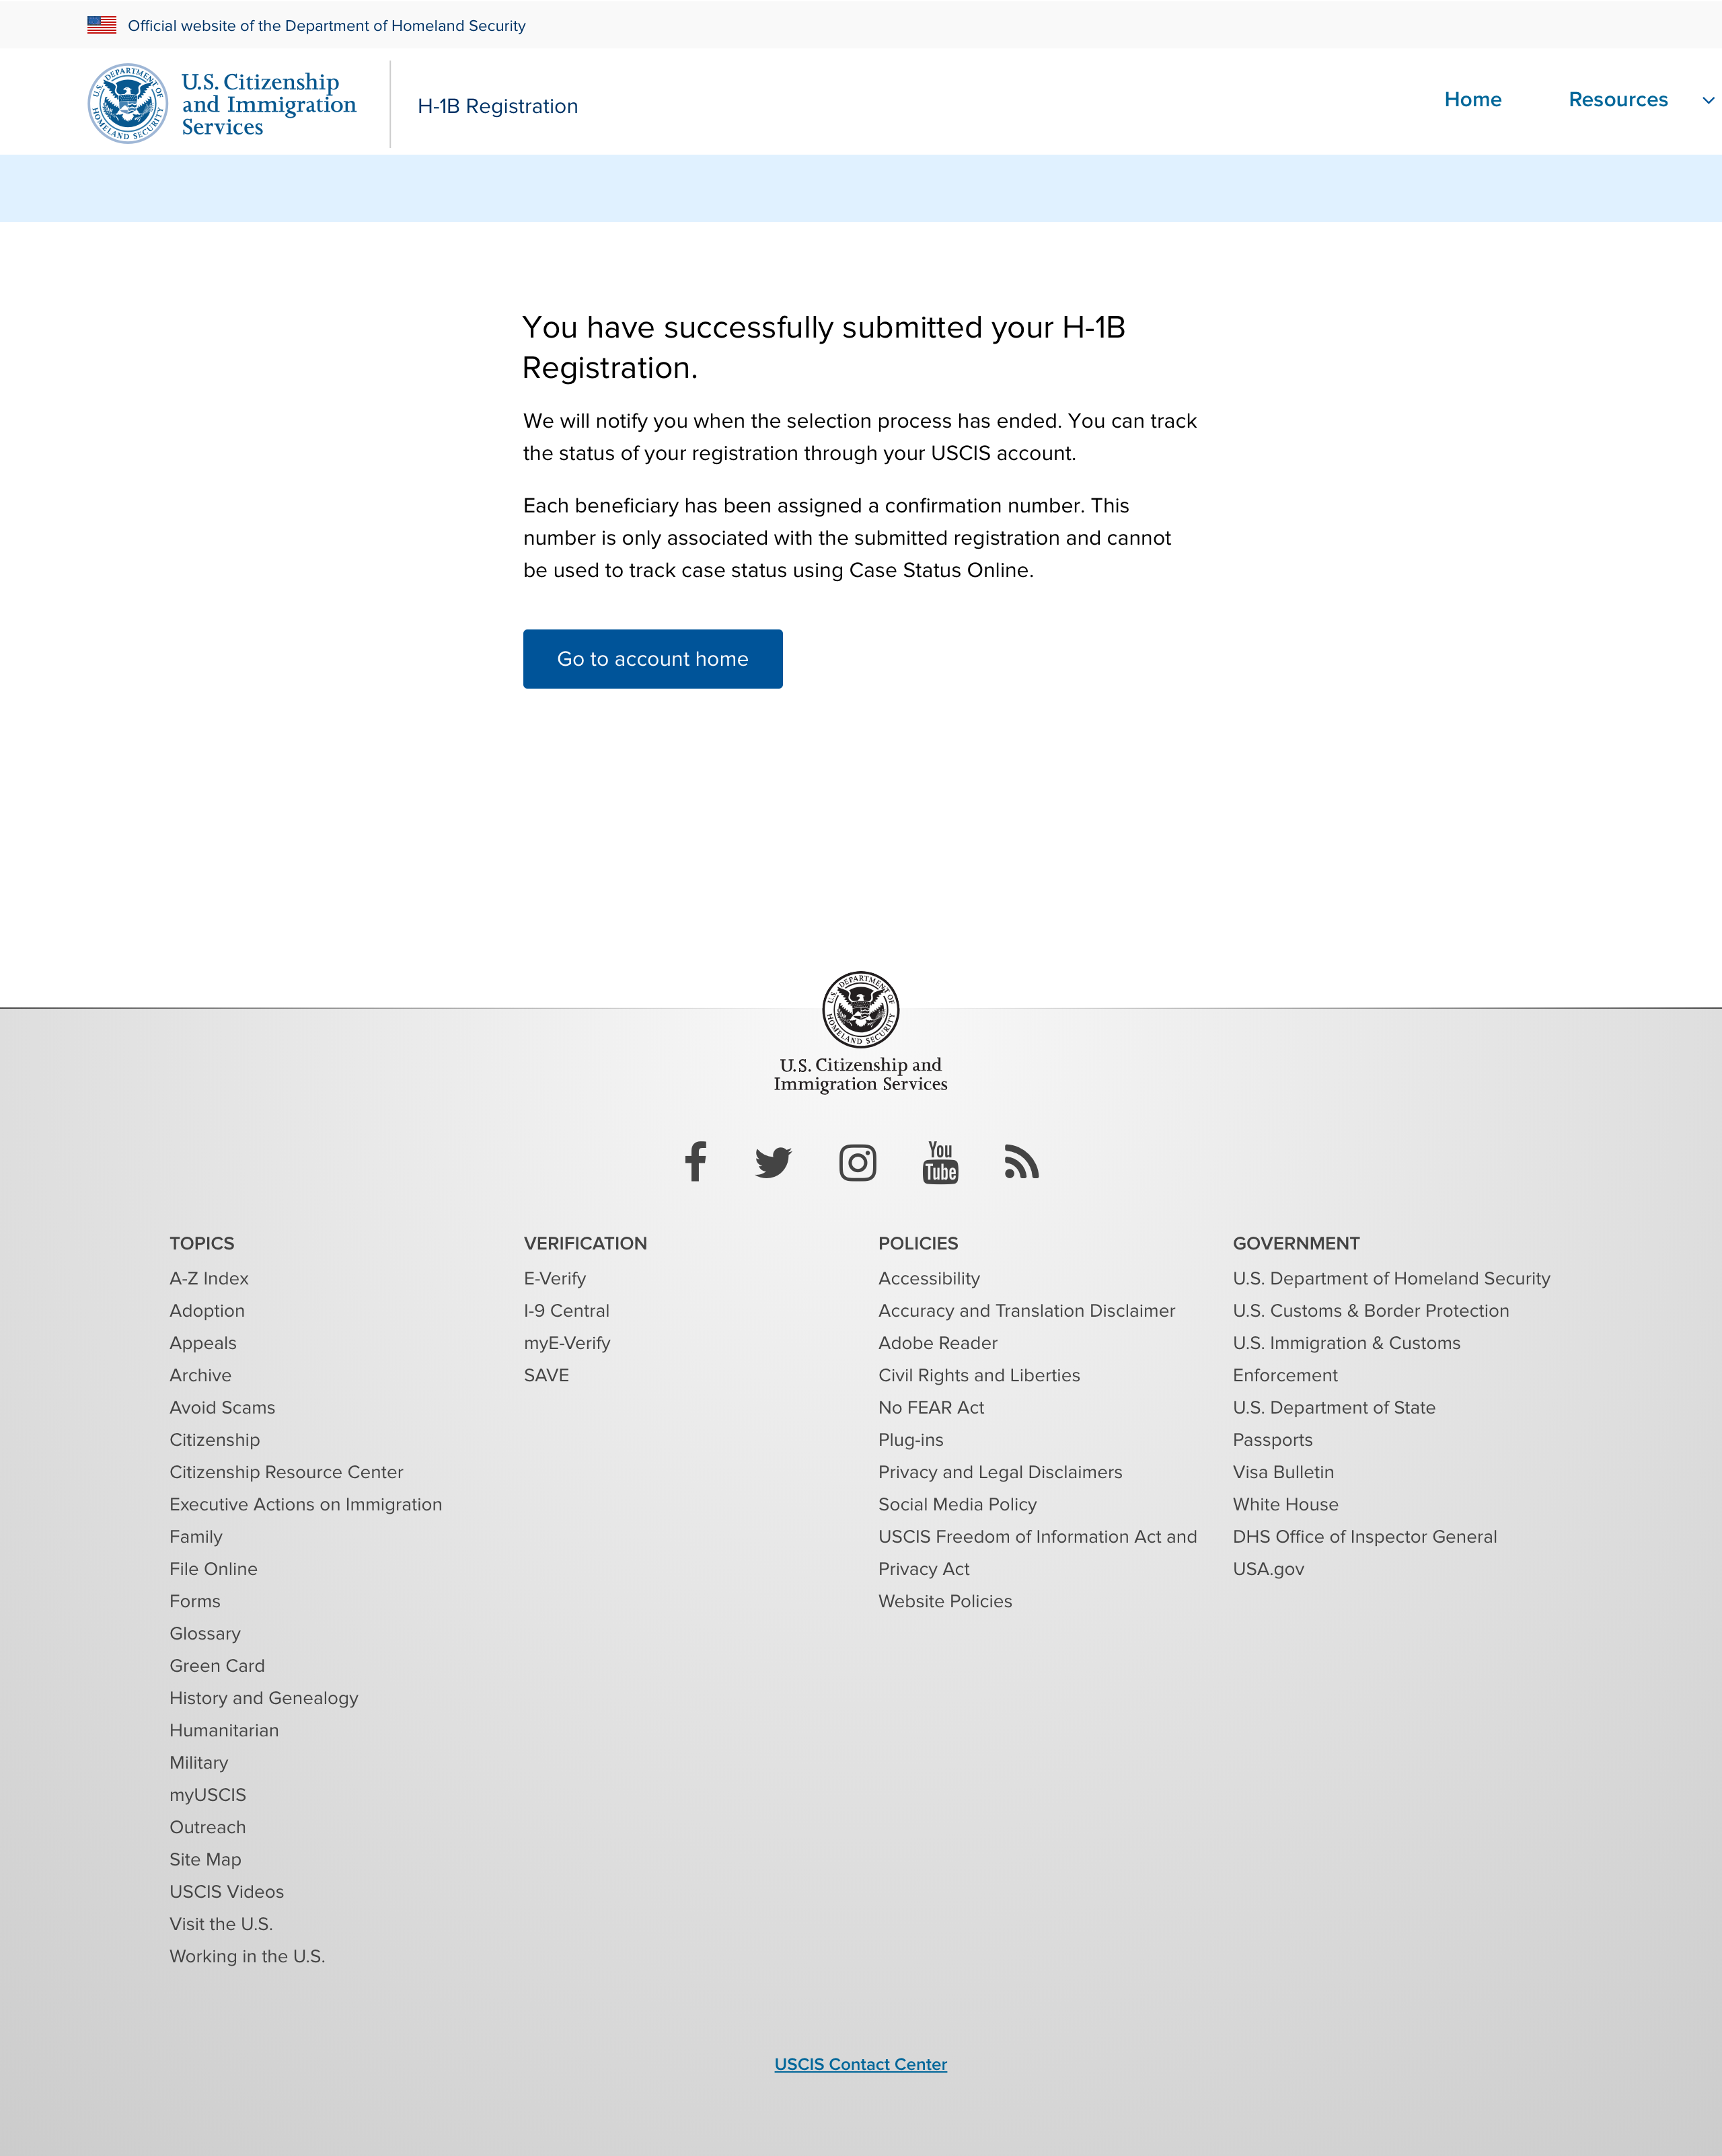 Official website of the Department of Homeland Security
U.S. DEPARTMENT OF HOMELAND SECURITY
U.S. Citizenship
and Immigration
Services
H-1B Registration
Home
Resources
You have successfully submitted your H-1B
Registration.
We will notify you when the selection process has ended. You can track
the status of your registration through your USCIS account.
Each beneficiary has been assigned a confirmation number. This
number is only associated with the submitted registration and cannot
be used to track case status using Case Status Online.
Go to account home
U.S. DEPARTMENT OF HOMELAND SECURITY
U.S. Citizenship and
Immigration Services
You
Tube
TOPICS
A-Z Index
Adoption
Appeals
Archive
Avoid Scams
Citizenship
Citizenship Resource Center
Executive Actions on Immigration
Family
File Online
Forms
Glossary
Green Card
History and Genealogy
Humanitarian
Military
myUSCIS
Outreach
Site Map
USCIS Videos
Visit the U.S.
Working in the U.S.
VERIFICATION
E-Verify
I-9 Central
myE-Verify
SAVE
POLICIES
Accessibility
Accuracy and Translation Disclaimer
Adobe Reader
Civil Rights and Liberties
No FEAR Act
Plug-ins
Privacy and Legal Disclaimers
Social Media Policy
USCIS Freedom of Information Act and
Privacy Act
Website Policies
GOVERNMENT
U.S. Department of Homeland Security
U.S. Customs & Border Protection
U.S. Immigration & Customs
Enforcement
U.S. Department of State
Passports
Visa Bulletin
White House
DHS Office of Inspector General
USA.gov
USCIS Contact Center